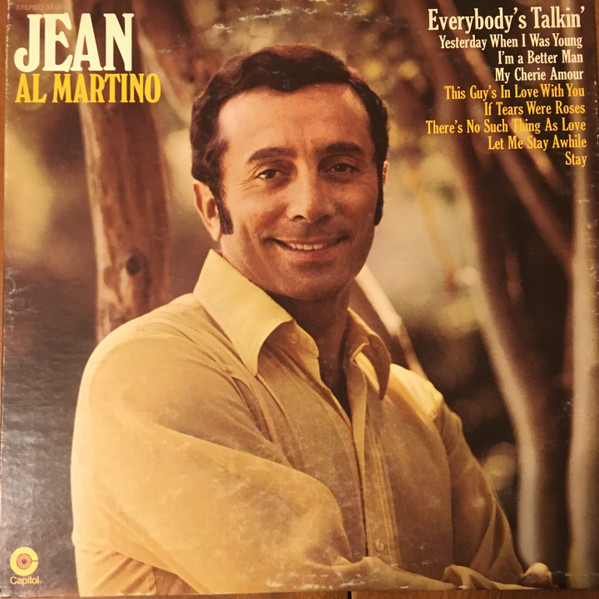 STEREO
JEAN
AL MARTINO
Everybody's Talkin'
Yesterday When I Was Young
I'm a Better Man
My Cherie Amour
This Guy's In Love With You
If Tears Were Roses
There's No Such Thing As Love
Let Me Stay Awhile
Stay
Capitol